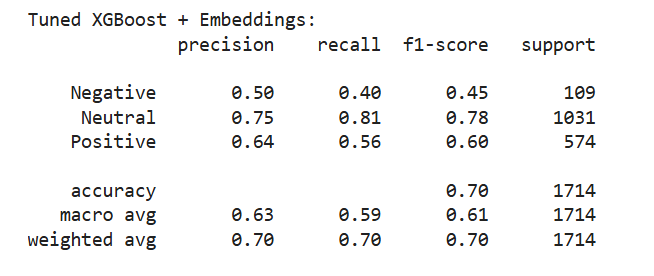 Tuned XGBoost + Embeddings:
precision recall f1-score support
Negative 0.50 0.40 0.45 109
Neutral 0.75 0.81 0.78 1031
Positive 0.64 0.56 0.60 574
accuracy 0.70 1714
macro avg 0.63 0.59 0.61 1714
weighted avg 0.70 0.70 0.70 1714